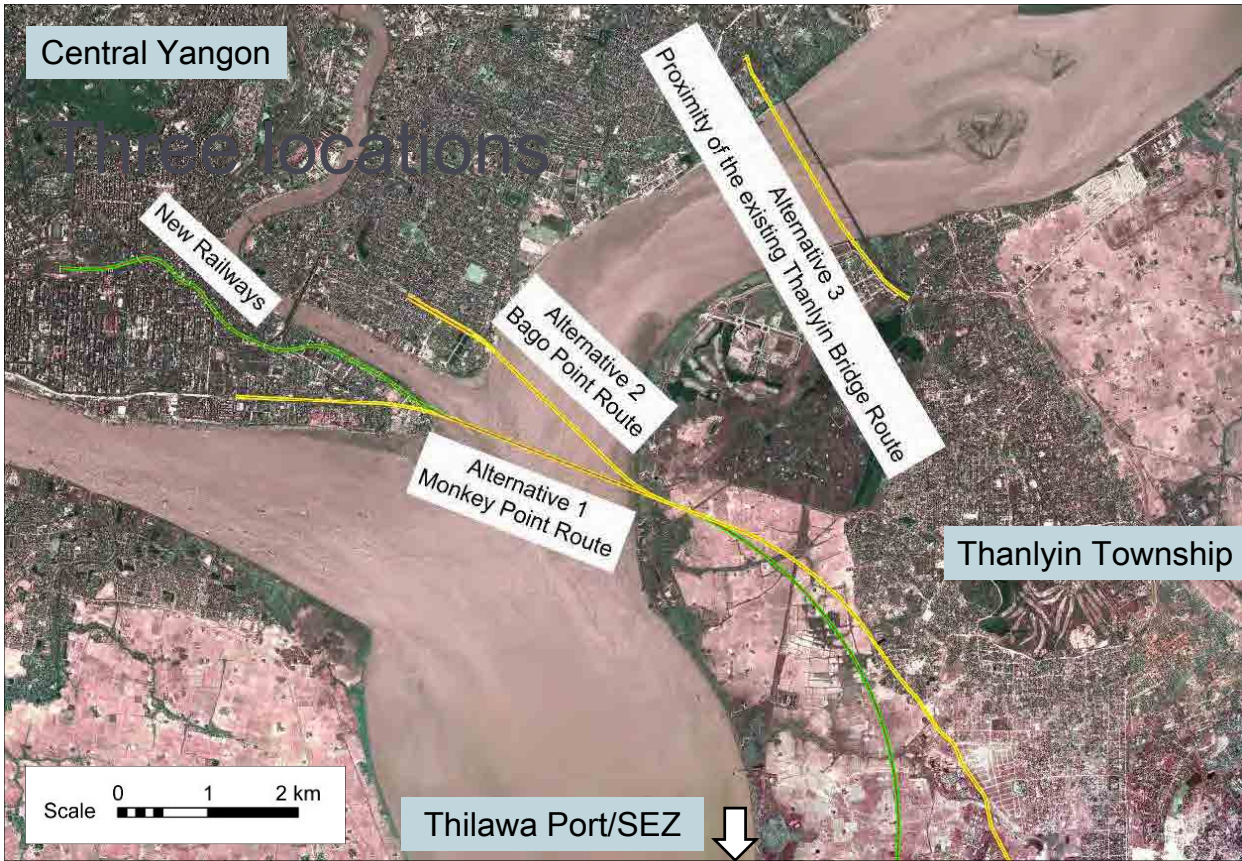 Central Yangon
Three locations
New Railways
Proximity of the existing Thanlyin Bridge Route
Alternative 3
Alternative 2
Bago Point Route
Alternative 1
Monkey Point Route
Thanlyin Township
Scale 0 1 2 km
Thilawa Port/SEZ